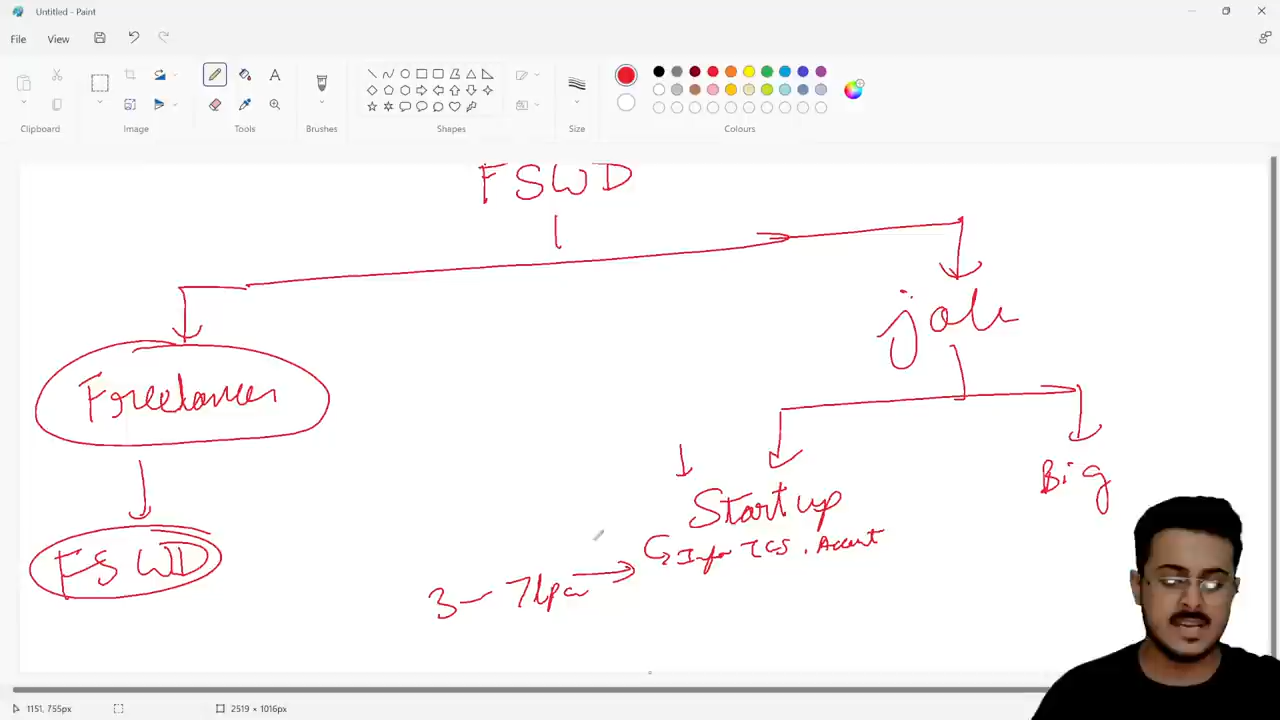 Untitled - Paint
File View
Clipboard Image Tools Brushes Shapes Size Colours
A
FSWD
job
Freelancer
Big
Startup
Info TCS, Accent
FSWD
3 - 7lpa
1151, 755px 2519 × 1016px